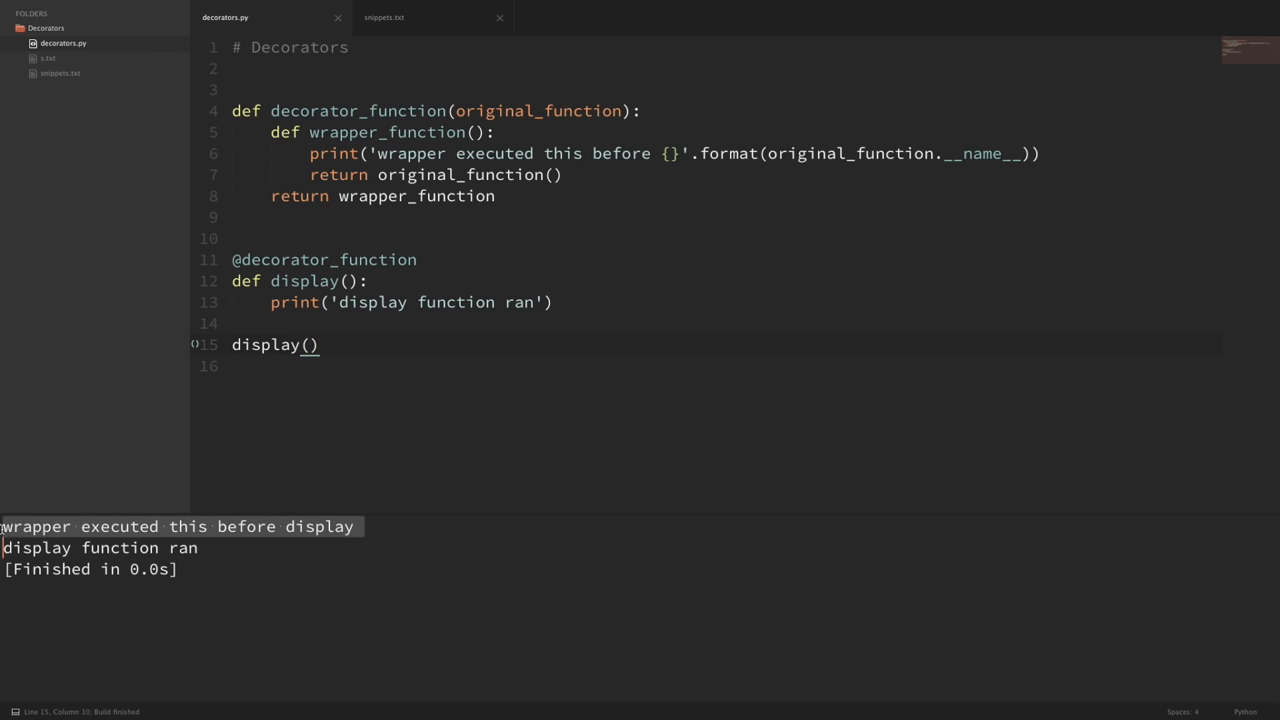 FOLDERS
Decorators
decorators.py
s.txt
snippets.txt
decorators.py
snippets.txt
1 # Decorators
2
3
4 def decorator_function(original_function):
5     def wrapper_function():
6         print('wrapper executed this before {}'.format(original_function.__name__))
7         return original_function()
8     return wrapper_function
9
10
11 @decorator_function
12 def display():
13     print('display function ran')
14
15 display()
16
wrapper executed this before display
display function ran
[Finished in 0.0s]
Line 15, Column 10; Build finished
Spaces: 4
Python